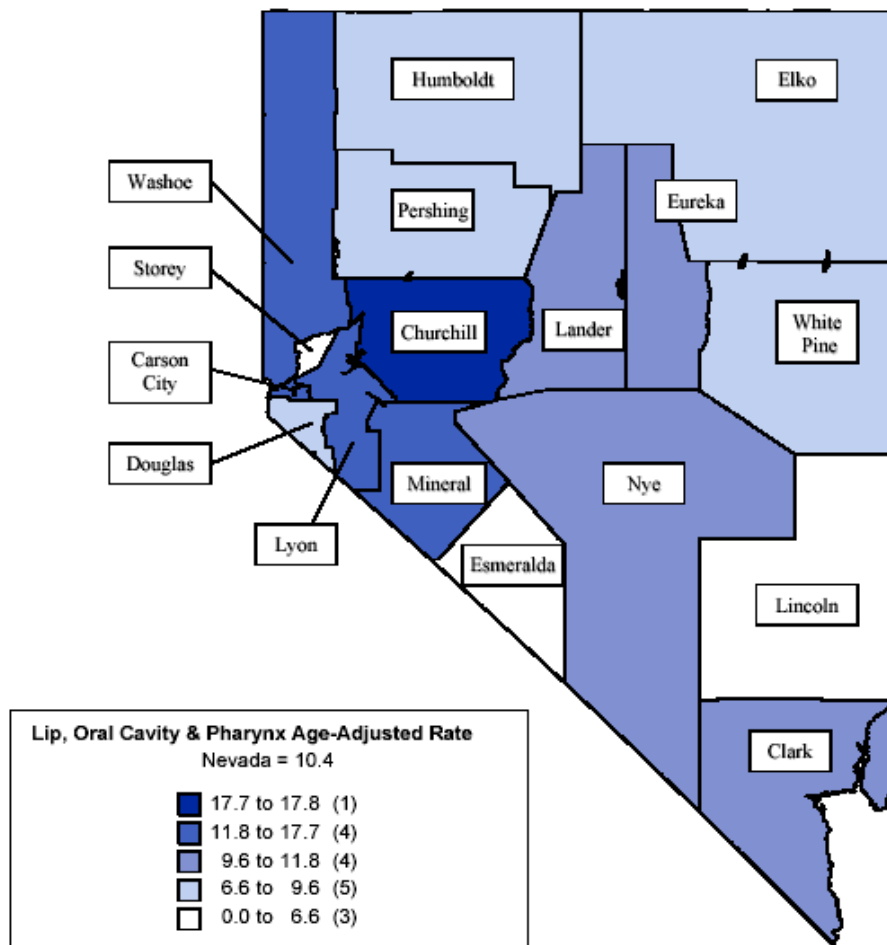 Humboldt
Elko
Washoe
Pershing
Eureka
Storey
Churchill
Lander
White
Pine
Carson
City
Douglas
Mineral
Nye
Lyon
Esmeralda
Lincoln
Clark
Lip, Oral Cavity & Pharynx Age-Adjusted Rate
Nevada = 10.4
17.7 to 17.8 (1)
11.8 to 17.7 (4)
9.6 to 11.8 (4)
6.6 to 9.6 (5)
0.0 to 6.6 (3)